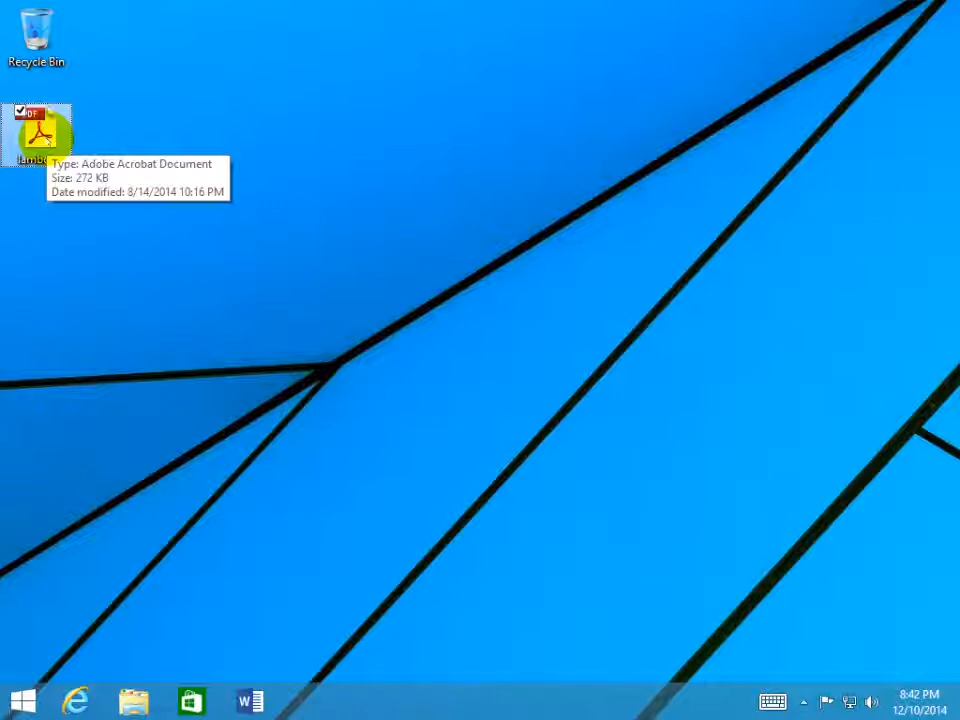 Recycle Bin
Type: Adobe Acrobat Document
Size: 272 KB
Date modified: 8/14/2014 10:16 PM
8:42 PM
12/10/2014